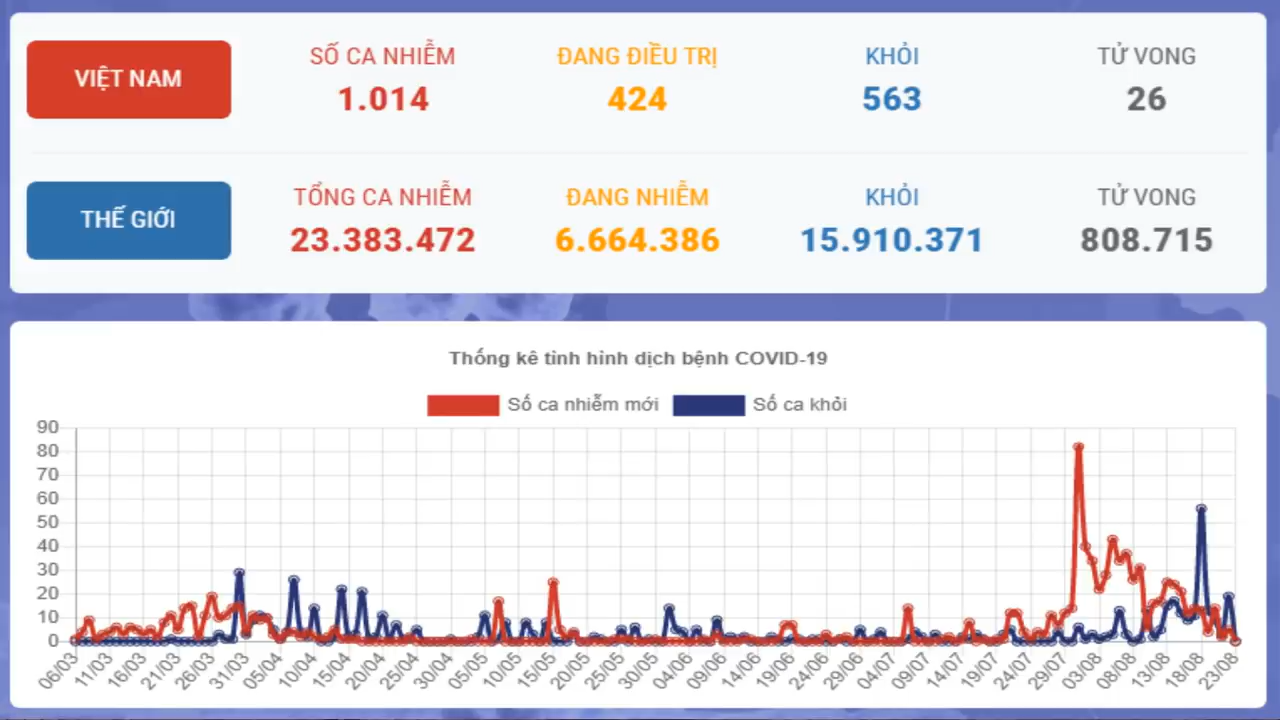 VIỆT NAM
SỐ CA NHIỄM ĐANG ĐIỀU TRỊ KHỎI TỬ VONG
1.014 424 563 26
THẾ GIỚI
TỔNG CA NHIỄM ĐANG NHIỄM KHỎI TỬ VONG
23.383.472 6.664.386 15.910.371 808.715
Thống kê tình hình dịch bệnh COVID-19
Số ca nhiễm mới Số ca khỏi
90
80
70
60
50
40
30
20
10
0
06/03 11/03 16/03 21/03 26/03 31/03 05/04 10/04 15/04 20/04 25/04 30/04 05/05 10/05 15/05 20/05 25/05 30/05 04/06 09/06 14/06 19/06 24/06 29/06 04/07 09/07 14/07 19/07 24/07 29/07 03/08 08/08 13/08 18/08 23/08